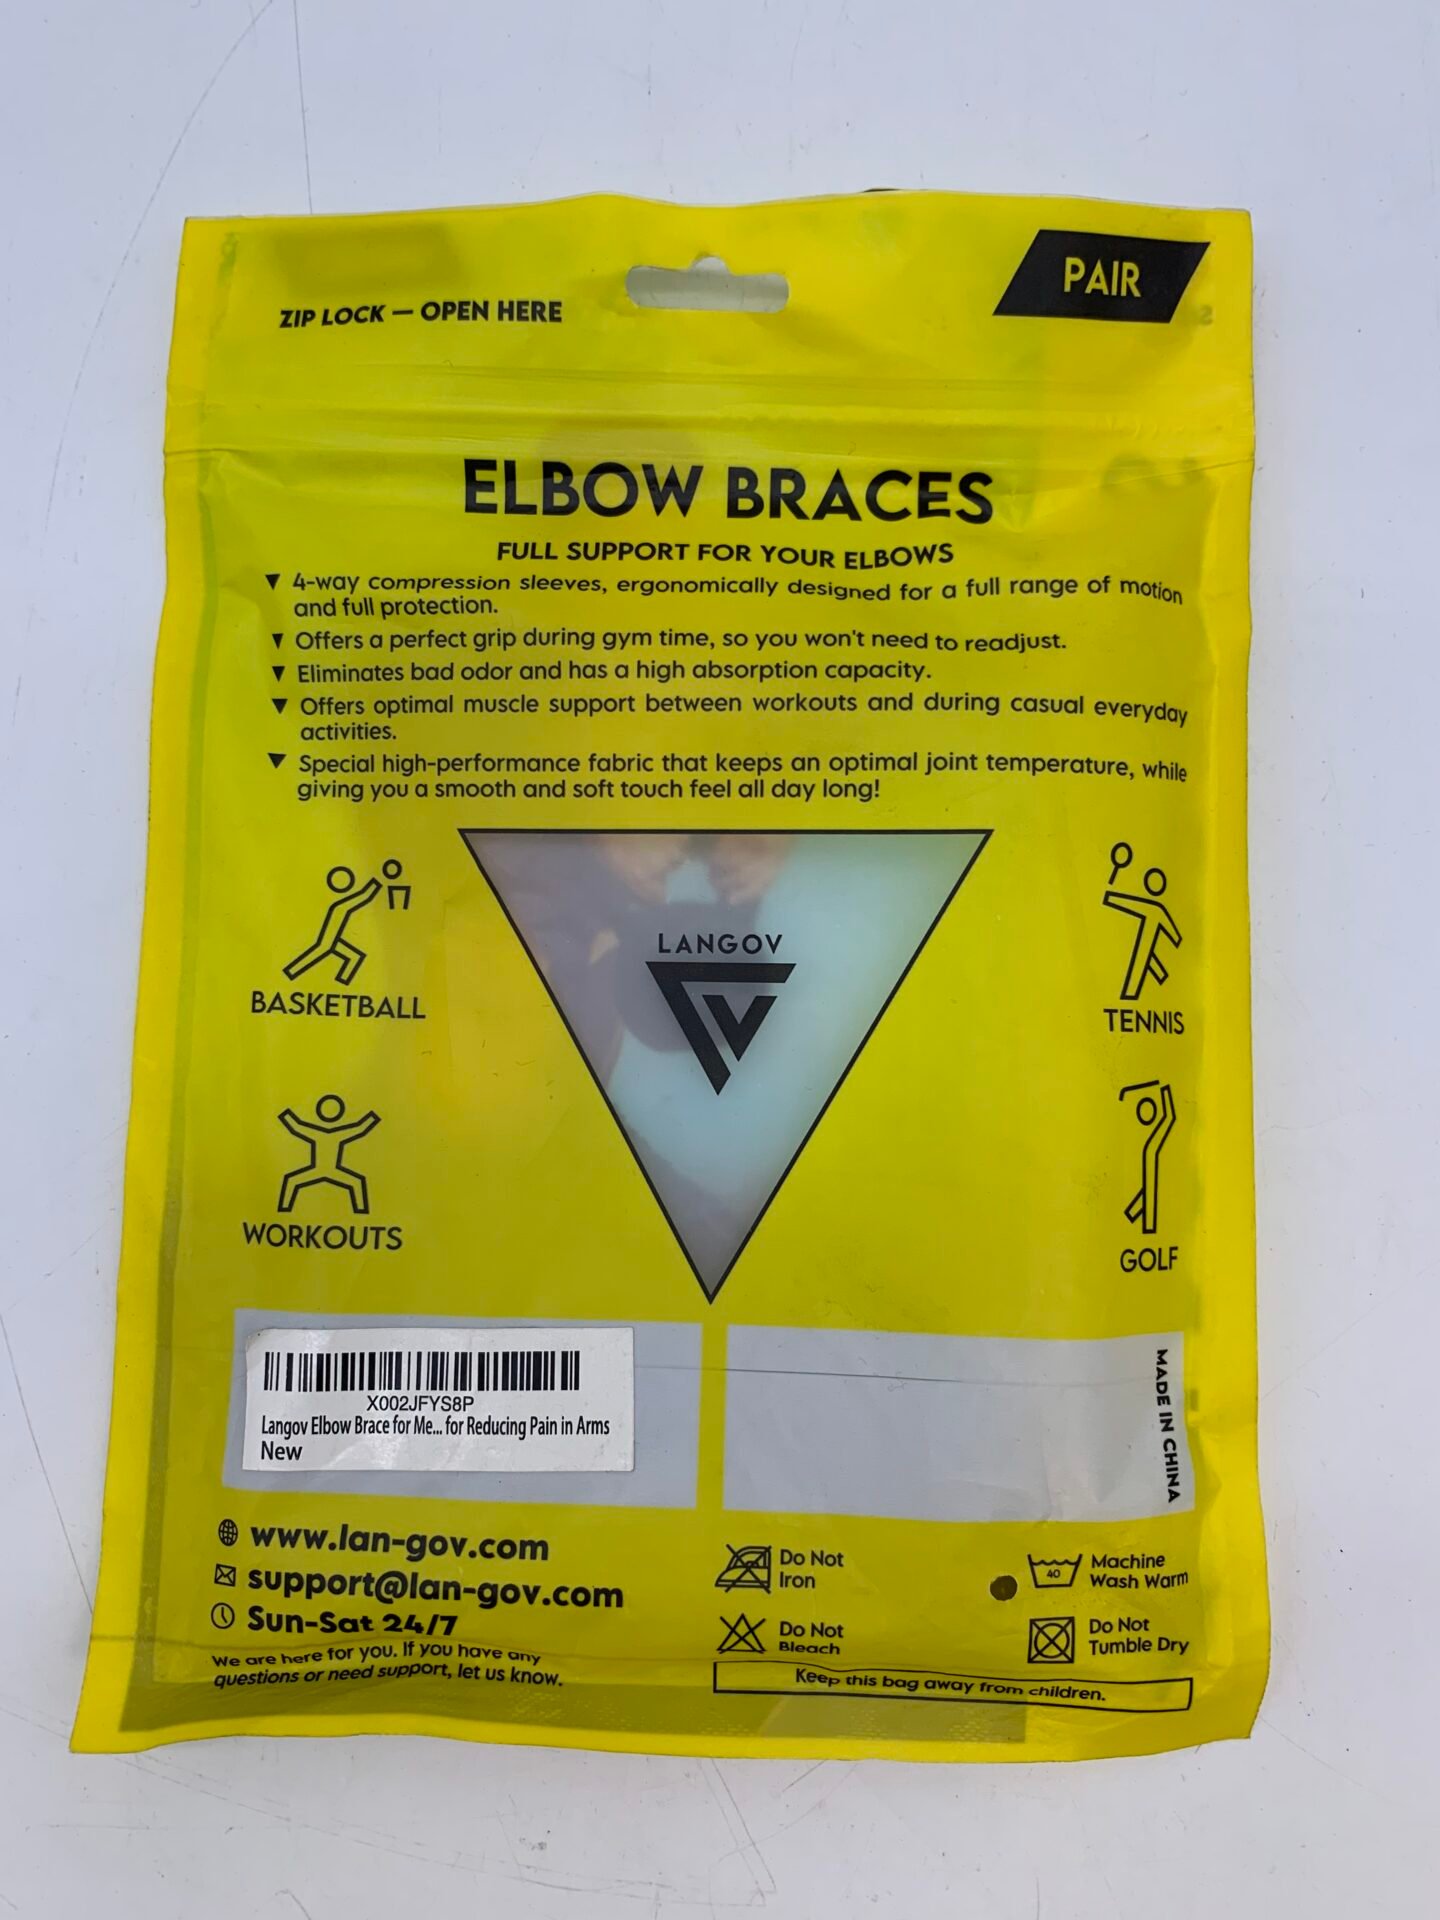 ZIP LOCK — OPEN HERE
PAIR
ELBOW BRACES
FULL SUPPORT FOR YOUR ELBOWS
▼ 4-way compression sleeves, ergonomically designed for a full range of motion
and full protection.
▼ Offers a perfect grip during gym time, so you won't need to readjust.
▼ Eliminates bad odor and has a high absorption capacity.
▼ Offers optimal muscle support between workouts and during casual everyday
activities.
▼ Special high-performance fabric that keeps an optimal joint temperature, while
giving you a smooth and soft touch feel all day long!
BASKETBALL
LANGOV
TENNIS
WORKOUTS
GOLF
X002JFYS8P
Langov Elbow Brace for Me... for Reducing Pain in Arms
New
MADE IN CHINA
www.lan-gov.com
support@lan-gov.com
Sun-Sat 24/7
We are here for you. If you have any
questions or need support, let us know.
Do Not
Iron
40
Machine
Wash Warm
Do Not
Bleach
Do Not
Tumble Dry
Keep this bag away from children.